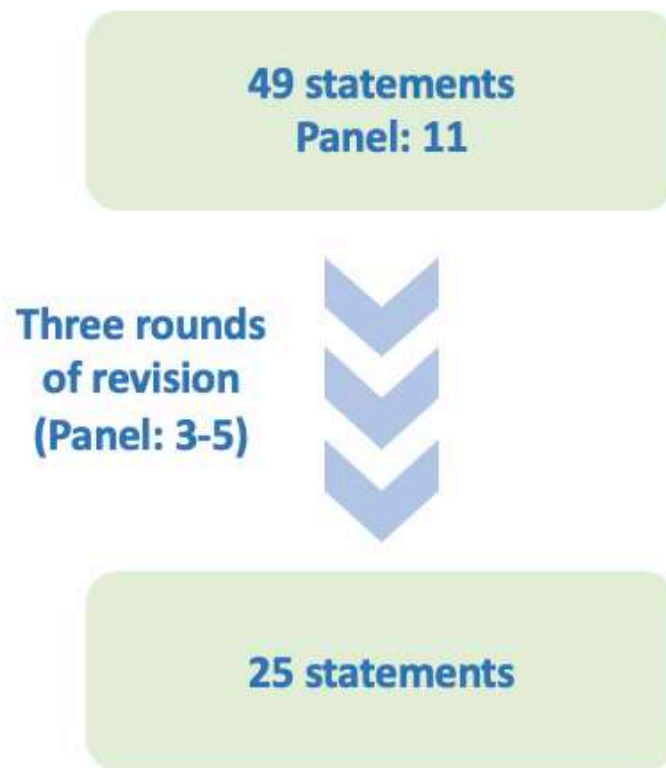 49 statements
Panel: 11
Three rounds
of revision
(Panel: 3-5)
25 statements